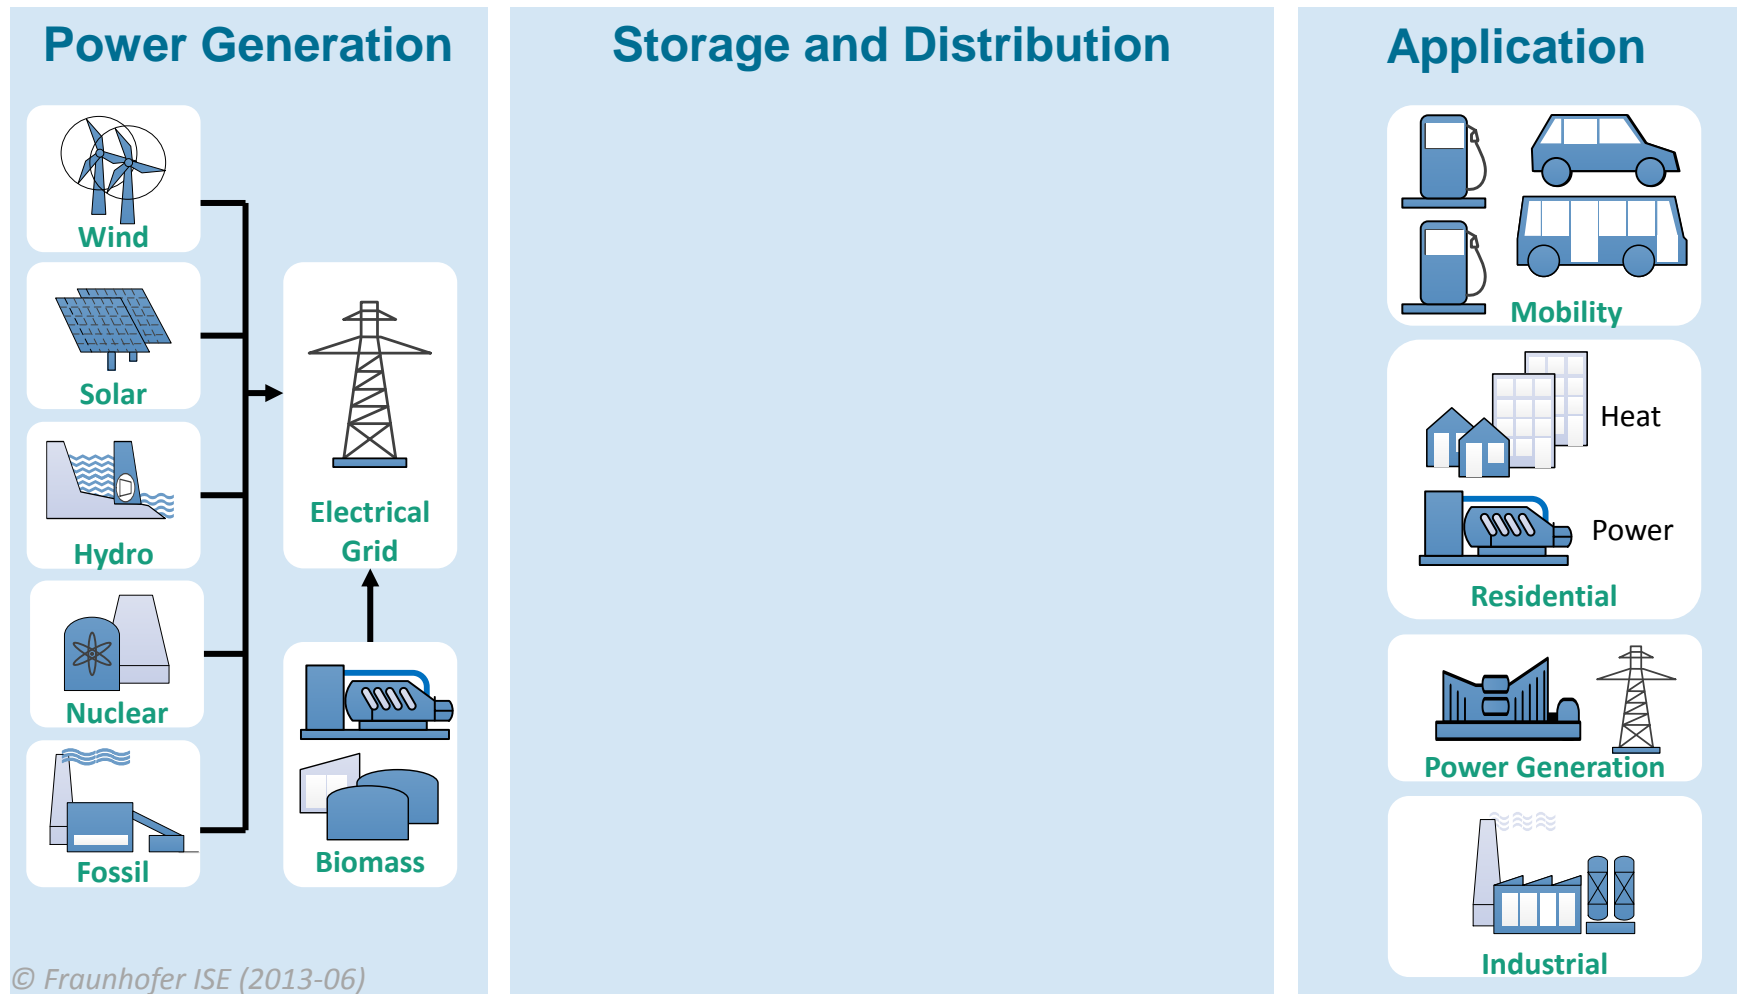 Power Generation
Wind
Solar
Hydro
Nuclear
Fossil
Electrical
Grid
Biomass
© Fraunhofer ISE (2013-06)
Storage and Distribution
Application
Mobility
Heat
Power
Residential
Power Generation
Industrial